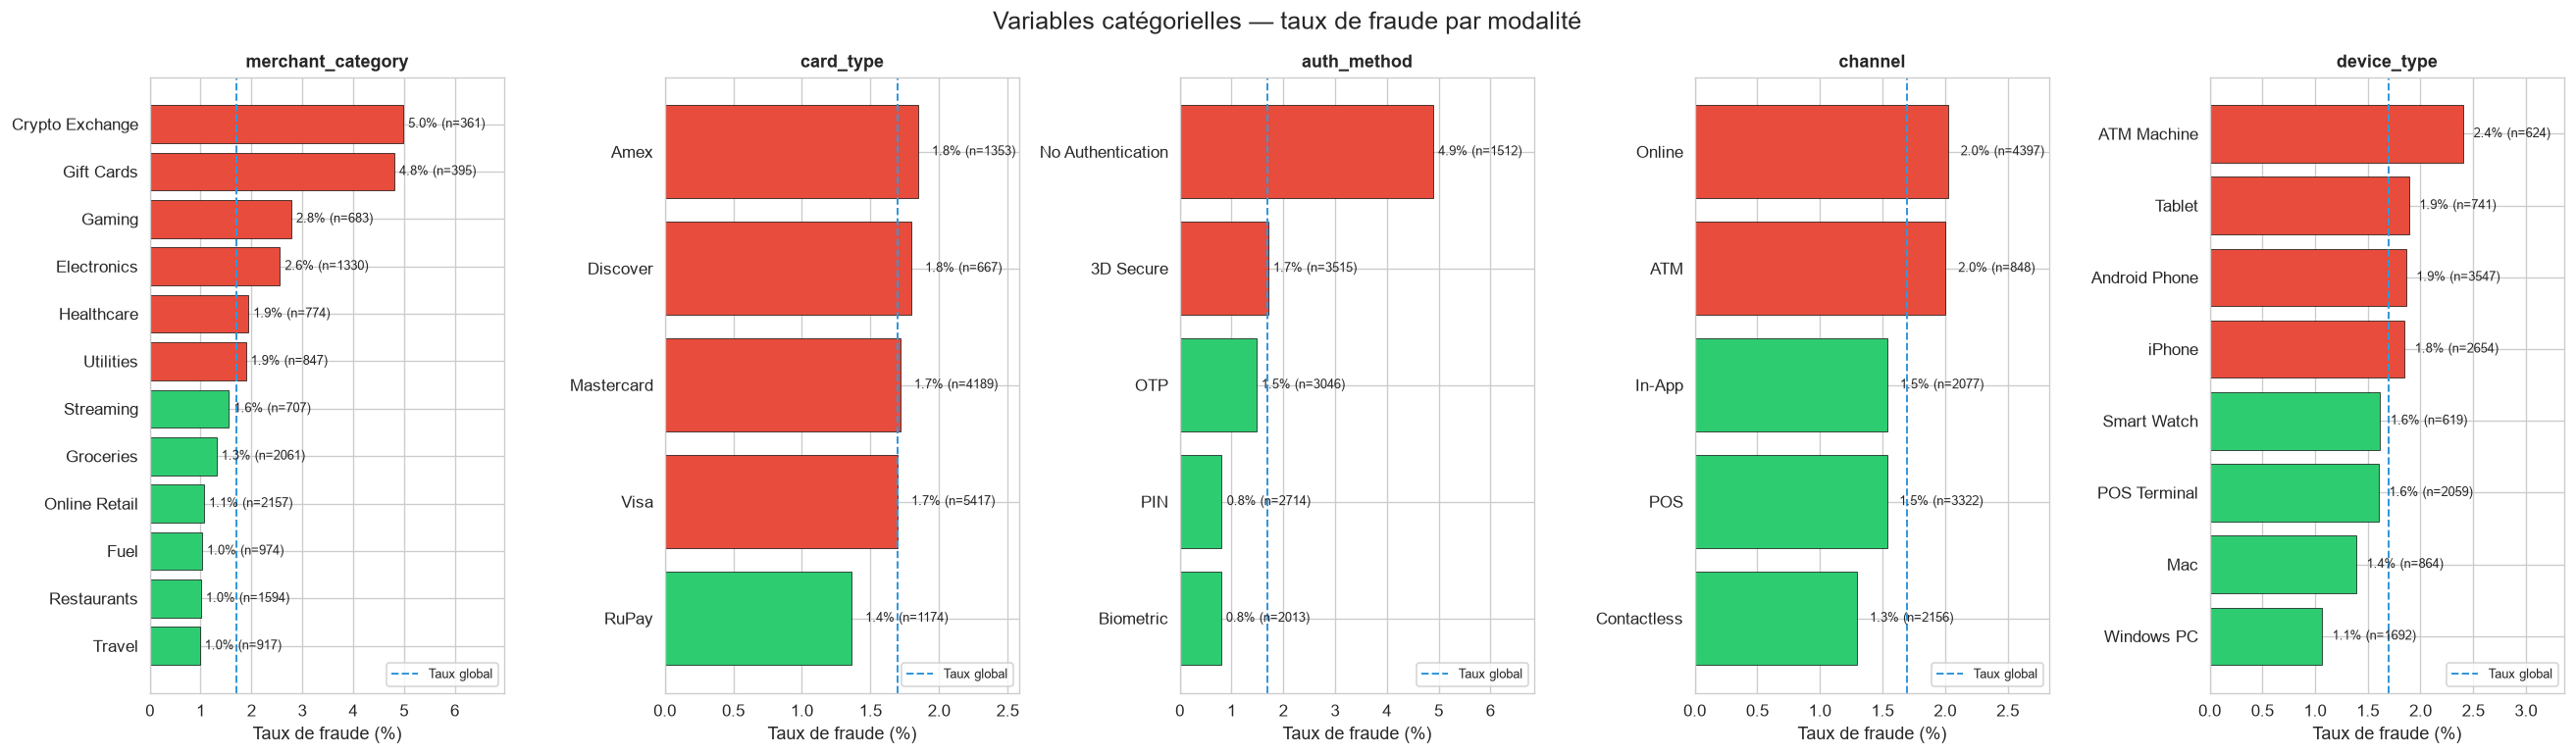 Variables catégorielles — taux de fraude par modalité
merchant_category
Crypto Exchange
5.0% (n=361)
Gift Cards
4.8% (n=395)
Gaming
2.8% (n=683)
Electronics
2.6% (n=1330)
Healthcare
1.9% (n=774)
Utilities
1.9% (n=847)
Streaming
1.6% (n=707)
Groceries
1.3% (n=2061)
Online Retail
1.1% (n=2157)
Fuel
1.0% (n=974)
Restaurants
1.0% (n=1594)
Travel
1.0% (n=917)
Taux global
0 1 2 3 4 5 6
Taux de fraude (%)
card_type
Amex
1.8% (n=1353)
Discover
1.8% (n=667)
Mastercard
1.7% (n=4189)
Visa
1.7% (n=5417)
RuPay
1.4% (n=1174)
Taux global
0.0 0.5 1.0 1.5 2.0 2.5
Taux de fraude (%)
auth_method
No Authentication
4.9% (n=1512)
3D Secure
1.7% (n=3515)
OTP
1.5% (n=3046)
PIN
0.8% (n=2714)
Biometric
0.8% (n=2013)
Taux global
0 1 2 3 4 5 6
Taux de fraude (%)
channel
Online
2.0% (n=4397)
ATM
2.0% (n=848)
In-App
1.5% (n=2077)
POS
1.5% (n=3322)
Contactless
1.3% (n=2156)
Taux global
0.0 0.5 1.0 1.5 2.0 2.5
Taux de fraude (%)
device_type
ATM Machine
2.4% (n=624)
Tablet
1.9% (n=741)
Android Phone
1.9% (n=3547)
iPhone
1.8% (n=2654)
Smart Watch
1.6% (n=619)
POS Terminal
1.6% (n=2059)
Mac
1.4% (n=864)
Windows PC
1.1% (n=1692)
Taux global
0.0 0.5 1.0 1.5 2.0 2.5 3.0
Taux de fraude (%)